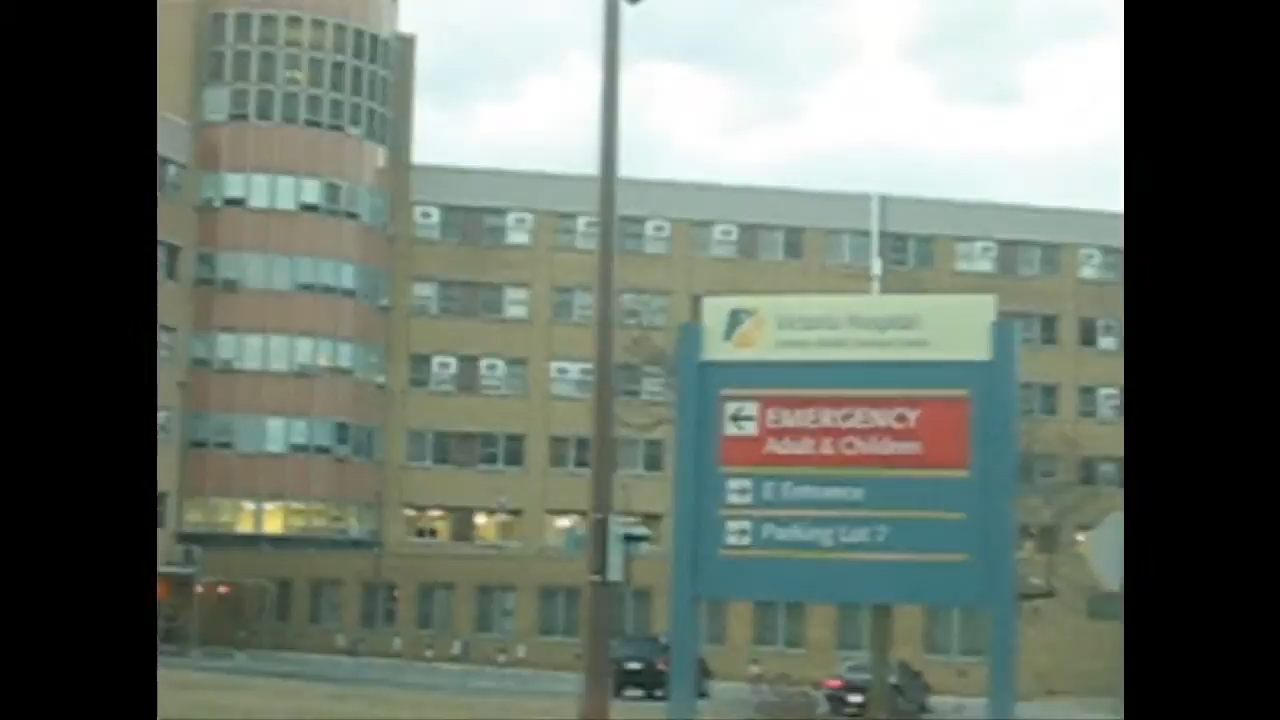 Victoria Hospital
EMERGENCY
Adult & Children
E Entrance
Parking Lot 7